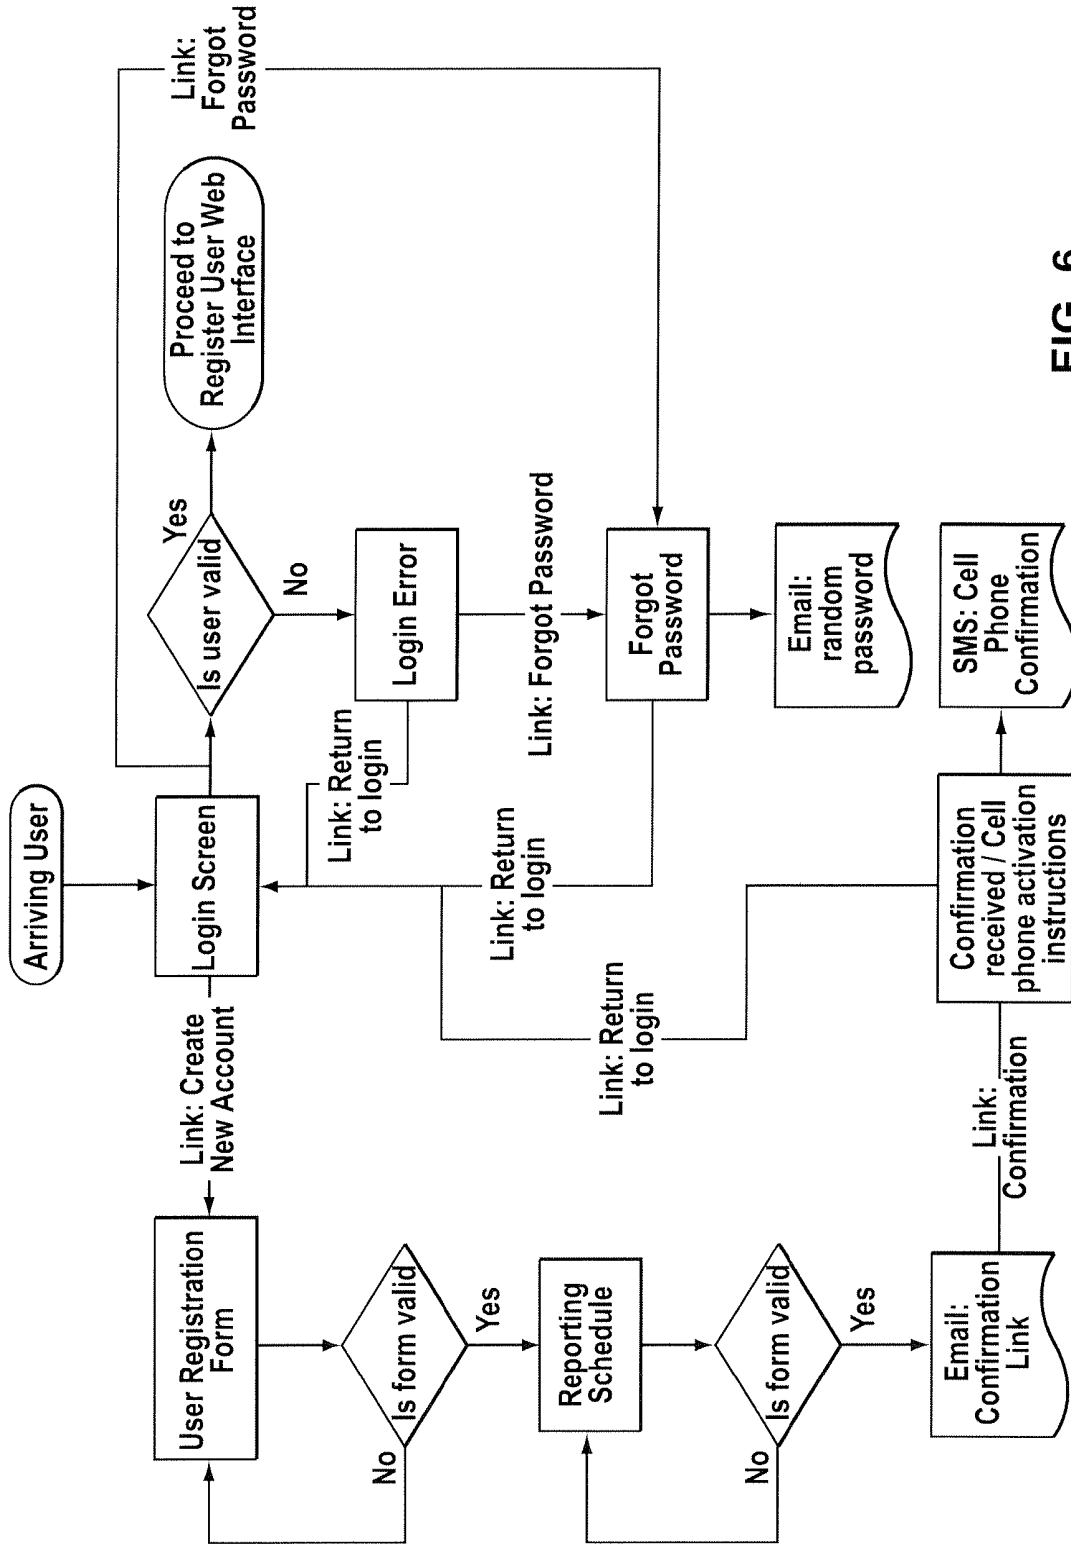 Arriving User
Login Screen
Link: Create
New Account
User Registration
Form
Is form valid
No
Yes
Reporting
Schedule
Is form valid
No
Yes
Email:
Confirmation
Link
Link:
Confirmation
Confirmation
received / Cell
phone activation
instructions
SMS: Cell
Phone
Confirmation
Link: Return
to login
Link: Return
to login
Link: Return
to login
Is user valid
Yes
No
Proceed to
Register User Web
Interface
Login Error
Link: Forgot Password
Forgot
Password
Email:
random
password
Link:
Forgot
Password
FIG. 6